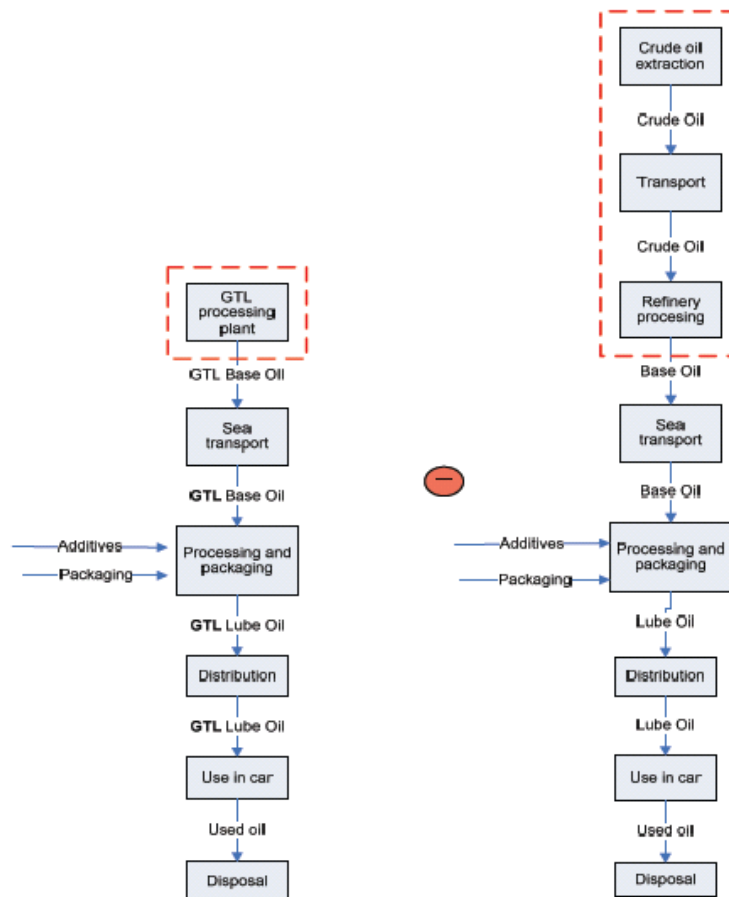 GTL
processing
plant
GTL Base Oil
Sea
transport
GTL Base Oil
Additives
Packaging
Processing and
packaging
GTL Lube Oil
Distribution
GTL Lube Oil
Use in car
Used oil
Disposal
−
Crude oil
extraction
Crude Oil
Transport
Crude Oil
Refinery
procesing
Base Oil
Sea
transport
Base Oil
Additives
Packaging
Processing and
packaging
Lube Oil
Distribution
Lube Oil
Use in car
Used oil
Disposal